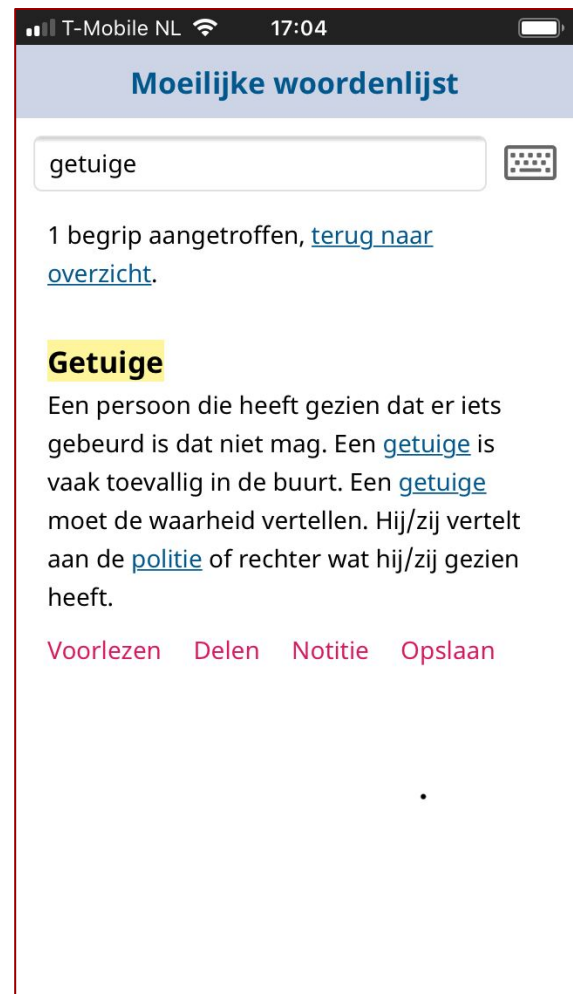 T-Mobile NL 17:04
Moeilijke woordenlijst
getuige
1 begrip aangetroffen, terug naar
overzicht.
Getuige
Een persoon die heeft gezien dat er iets
gebeurd is dat niet mag. Een getuige is
vaak toevallig in de buurt. Een getuige
moet de waarheid vertellen. Hij/zij vertelt
aan de politie of rechter wat hij/zij gezien
heeft.
Voorlezen Delen Notitie Opslaan
.